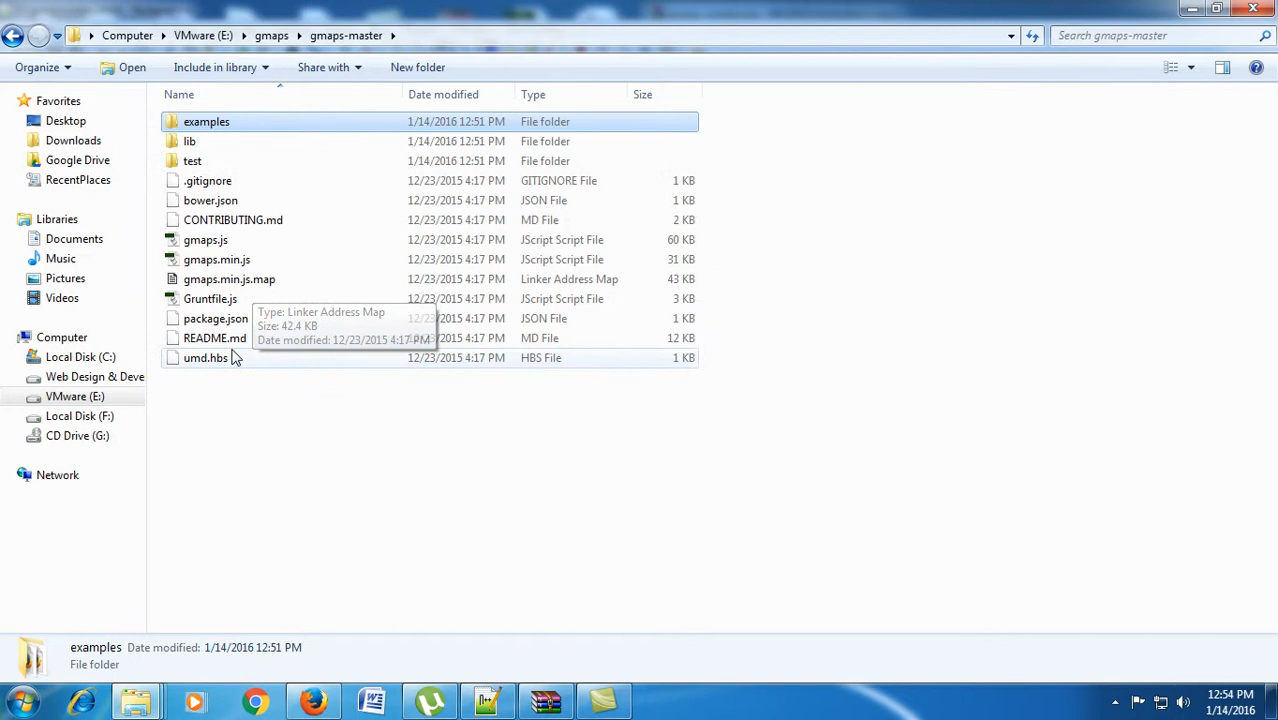 Computer VMware (E:) gmaps gmaps-master
Search gmaps-master
Organize Open Include in library Share with New folder
Name Date modified Type Size
Favorites
Desktop
Downloads
Google Drive
RecentPlaces
Libraries
Documents
Music
Pictures
Videos
Computer
Local Disk (C:)
Web Design & Deve
VMware (E:)
Local Disk (F:)
CD Drive (G:)
Network
examples 1/14/2016 12:51 PM File folder
lib 1/14/2016 12:51 PM File folder
test 1/14/2016 12:51 PM File folder
.gitignore 12/23/2015 4:17 PM GITIGNORE File 1 KB
bower.json 12/23/2015 4:17 PM JSON File 1 KB
CONTRIBUTING.md 12/23/2015 4:17 PM MD File 2 KB
gmaps.js 12/23/2015 4:17 PM JScript Script File 60 KB
gmaps.min.js 12/23/2015 4:17 PM JScript Script File 31 KB
gmaps.min.js.map 12/23/2015 4:17 PM Linker Address Map 43 KB
Gruntfile.js 12/23/2015 4:17 PM JScript Script File 3 KB
package.json JSON File 1 KB
README.md MD File 12 KB
umd.hbs 12/23/2015 4:17 PM HBS File 1 KB
Type: Linker Address Map
Size: 42.4 KB
Date modified: 12/23/2015 4:17 PM
examples Date modified: 1/14/2016 12:51 PM
File folder
12:54 PM
1/14/2016